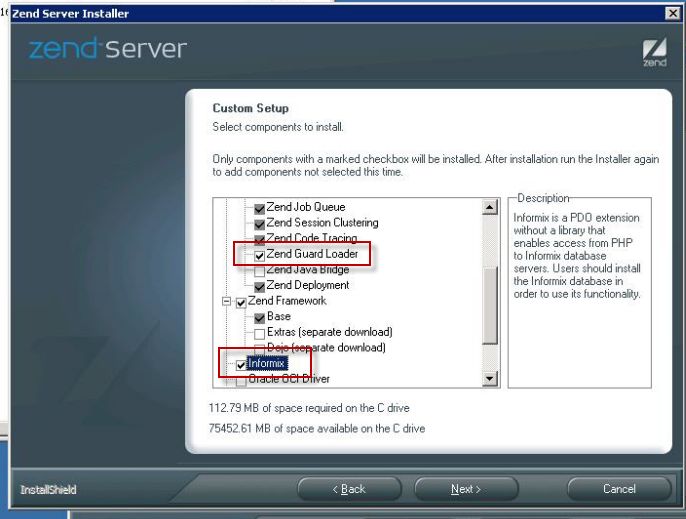 Zend Server Installer
zend Server
zend
Custom Setup
Select components to install.
Only components with a marked checkbox will be installed. After installation run the Installer again
to add components not selected this time.
Zend Job Queue
Zend Session Clustering
Zend Code Tracing
Zend Guard Loader
Zend Java Bridge
Zend Deployment
Zend Framework
Base
Extras (separate download)
Dojo (separate download)
Informix
Oracle OCI Driver
Description
Informix is a PDO extension
without a library that
enables access from PHP
to Informix database
servers. Users should install
the Informix database in
order to use its functionality.
112.79 MB of space required on the C drive
75452.61 MB of space available on the C drive
InstallShield
< Back
Next >
Cancel